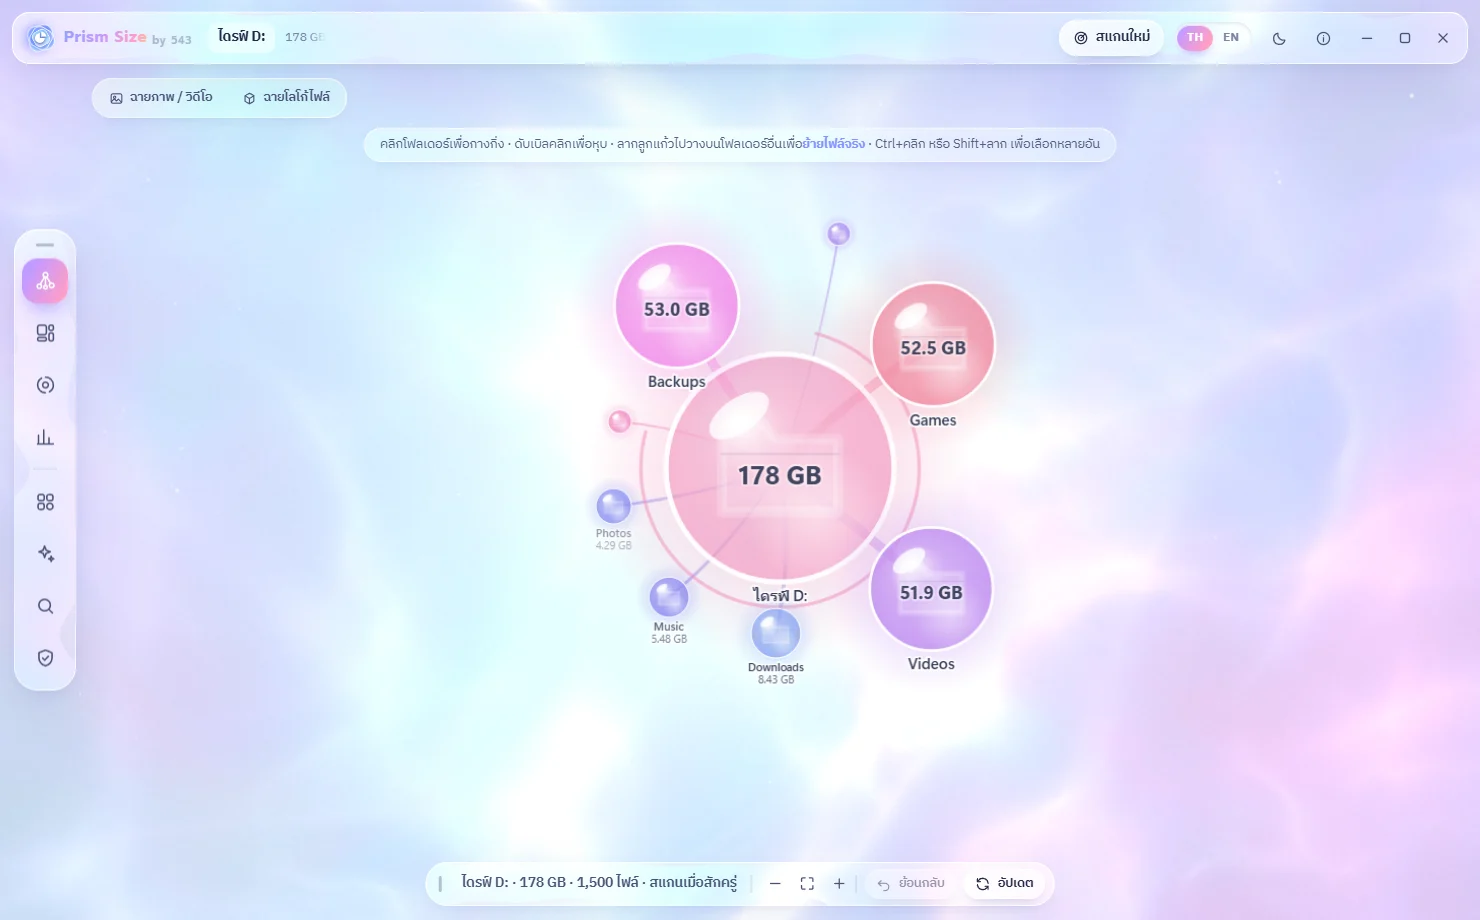 Prism Size by 543
ไดรฟ์ D:
178 GB
สแกนใหม่
TH
EN
ฉายภาพ / วิดีโอ
ฉายโลโก้ไฟล์
คลิกโฟลเดอร์เพื่อกางกิ่ง · ดับเบิลคลิกเพื่อหุบ · ลากลูกแก้วไปวางบนโฟลเดอร์อื่นเพื่อย้ายไฟล์จริง · Ctrl+คลิก หรือ Shift+ลาก เพื่อเลือกหลายอัน
53.0 GB
Backups
52.5 GB
Games
178 GB
ไดรฟ์ D:
Photos
4.29 GB
51.9 GB
Videos
Music
5.48 GB
Downloads
8.43 GB
ไดรฟ์ D: · 178 GB · 1,500 ไฟล์ · สแกนเมื่อสักครู่
ย้อนกลับ
อัปเดต